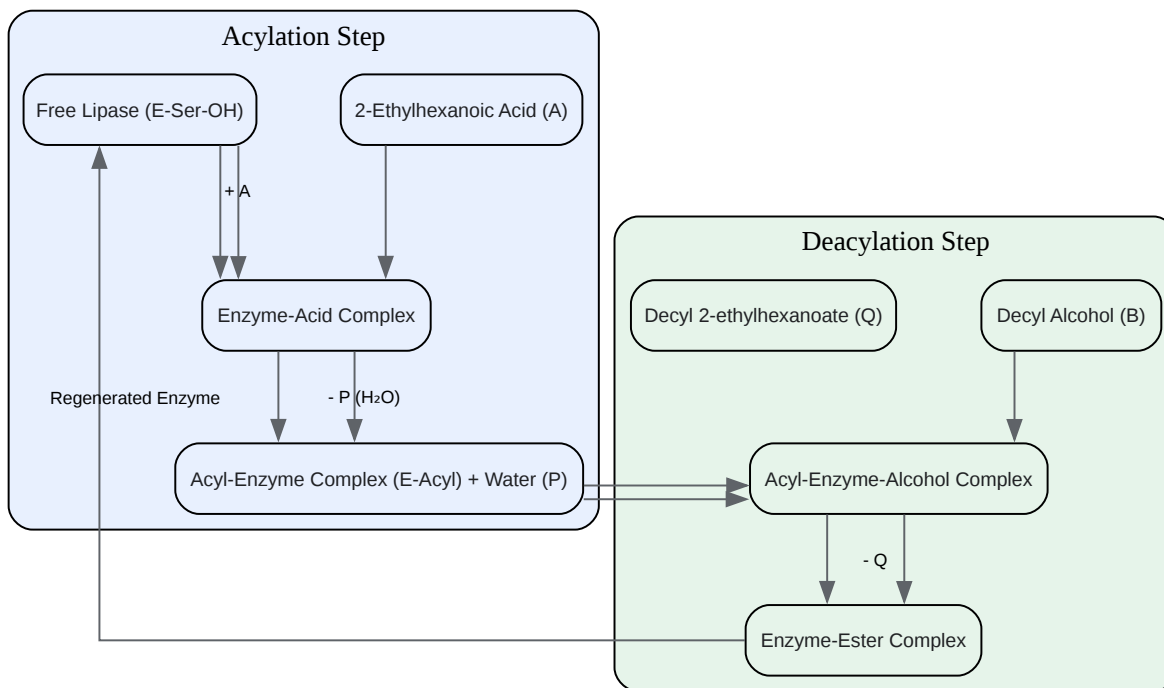 Acylation Step
Free Lipase (E-Ser-OH)
2-Ethylhexanoic Acid (A)
+ A
Deacylation Step
Enzyme-Acid Complex
Decyl 2-ethylhexanoate (Q)
Decyl Alcohol (B)
Regenerated Enzyme
- P (H₂O)
Acyl-Enzyme Complex (E-Acyl) + Water (P)
Acyl-Enzyme-Alcohol Complex
- Q
Enzyme-Ester Complex